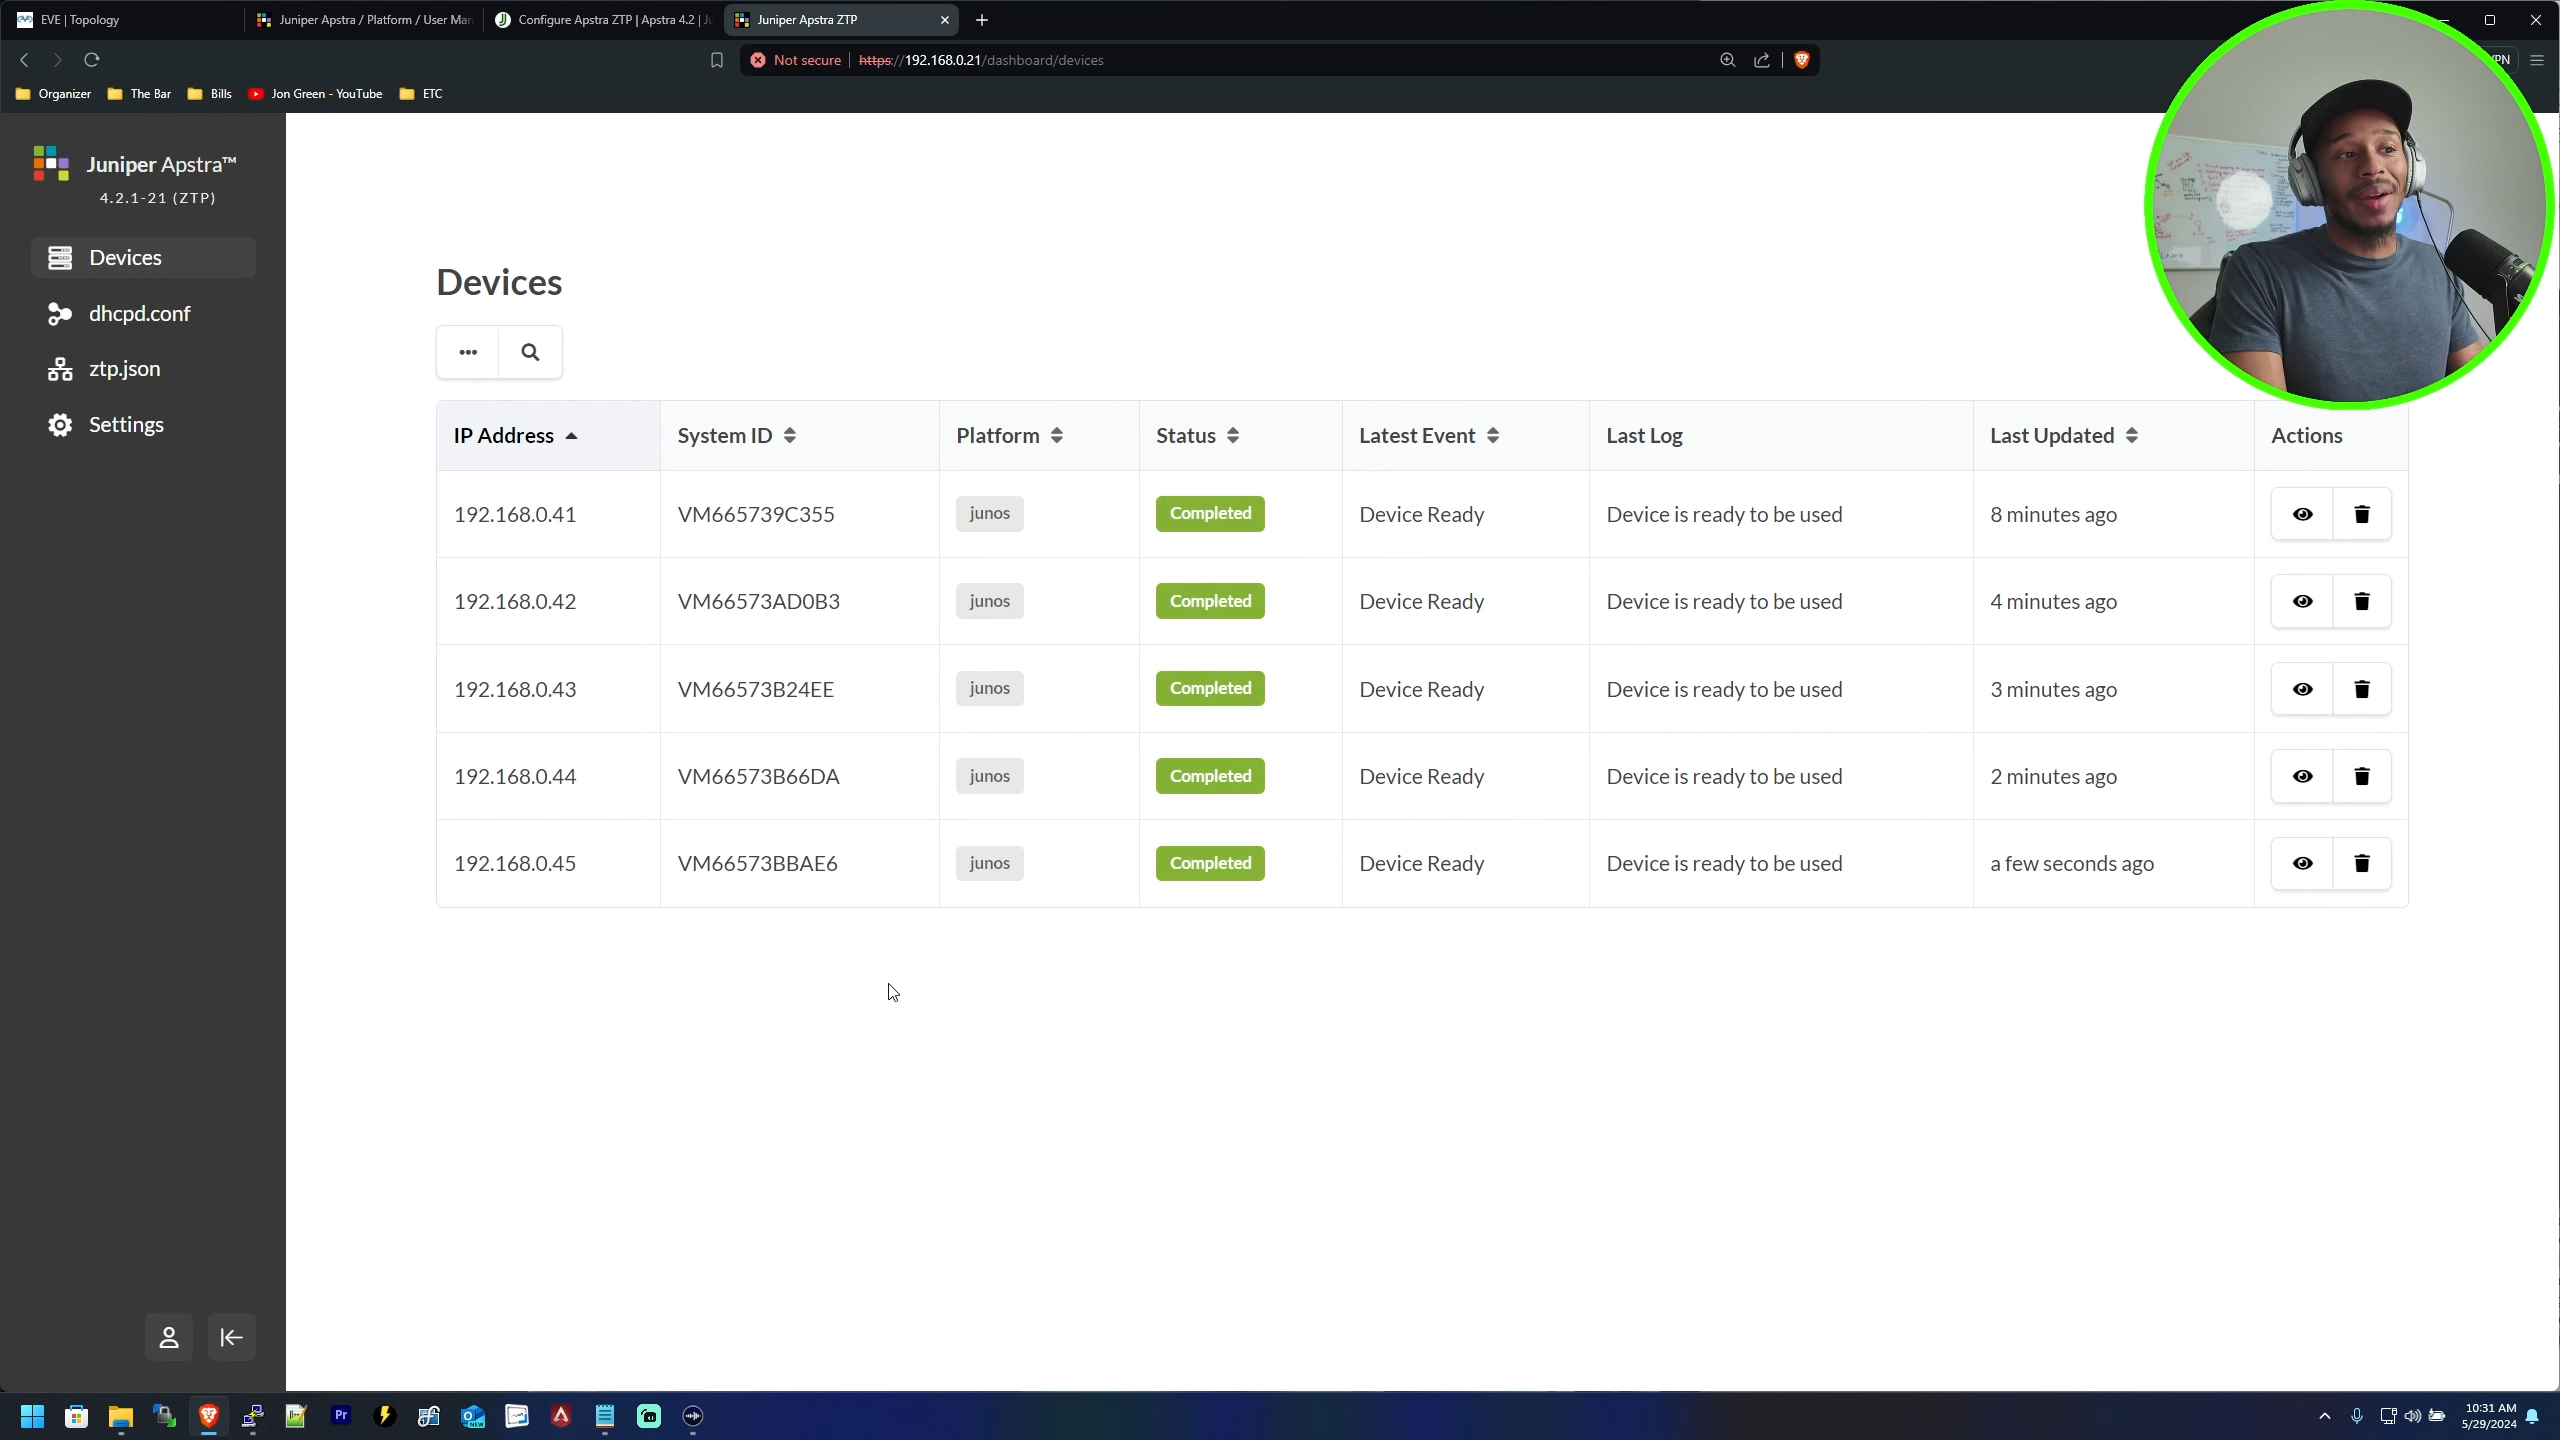 EVE | Topology
Juniper Apstra / Platform / User Man
Configure Apstra ZTP | Apstra 4.2 | Ju
Juniper Apstra ZTP
Not secure
https://192.168.0.21/dashboard/devices
VPN
Organizer
The Bar
Bills
Jon Green - YouTube
ETC
Juniper Apstra™
4.2.1-21 (ZTP)
Devices
dhcpd.conf
ztp.json
Settings
Devices
IP Address System ID Platform Status Latest Event Last Log Last Updated Actions
192.168.0.41 VM665739C355 junos Completed Device Ready Device is ready to be used 8 minutes ago
192.168.0.42 VM66573AD0B3 junos Completed Device Ready Device is ready to be used 4 minutes ago
192.168.0.43 VM66573B24EE junos Completed Device Ready Device is ready to be used 3 minutes ago
192.168.0.44 VM66573B66DA junos Completed Device Ready Device is ready to be used 2 minutes ago
192.168.0.45 VM66573BBAE6 junos Completed Device Ready Device is ready to be used a few seconds ago
Pr
NEW
10:31 AM
5/29/2024